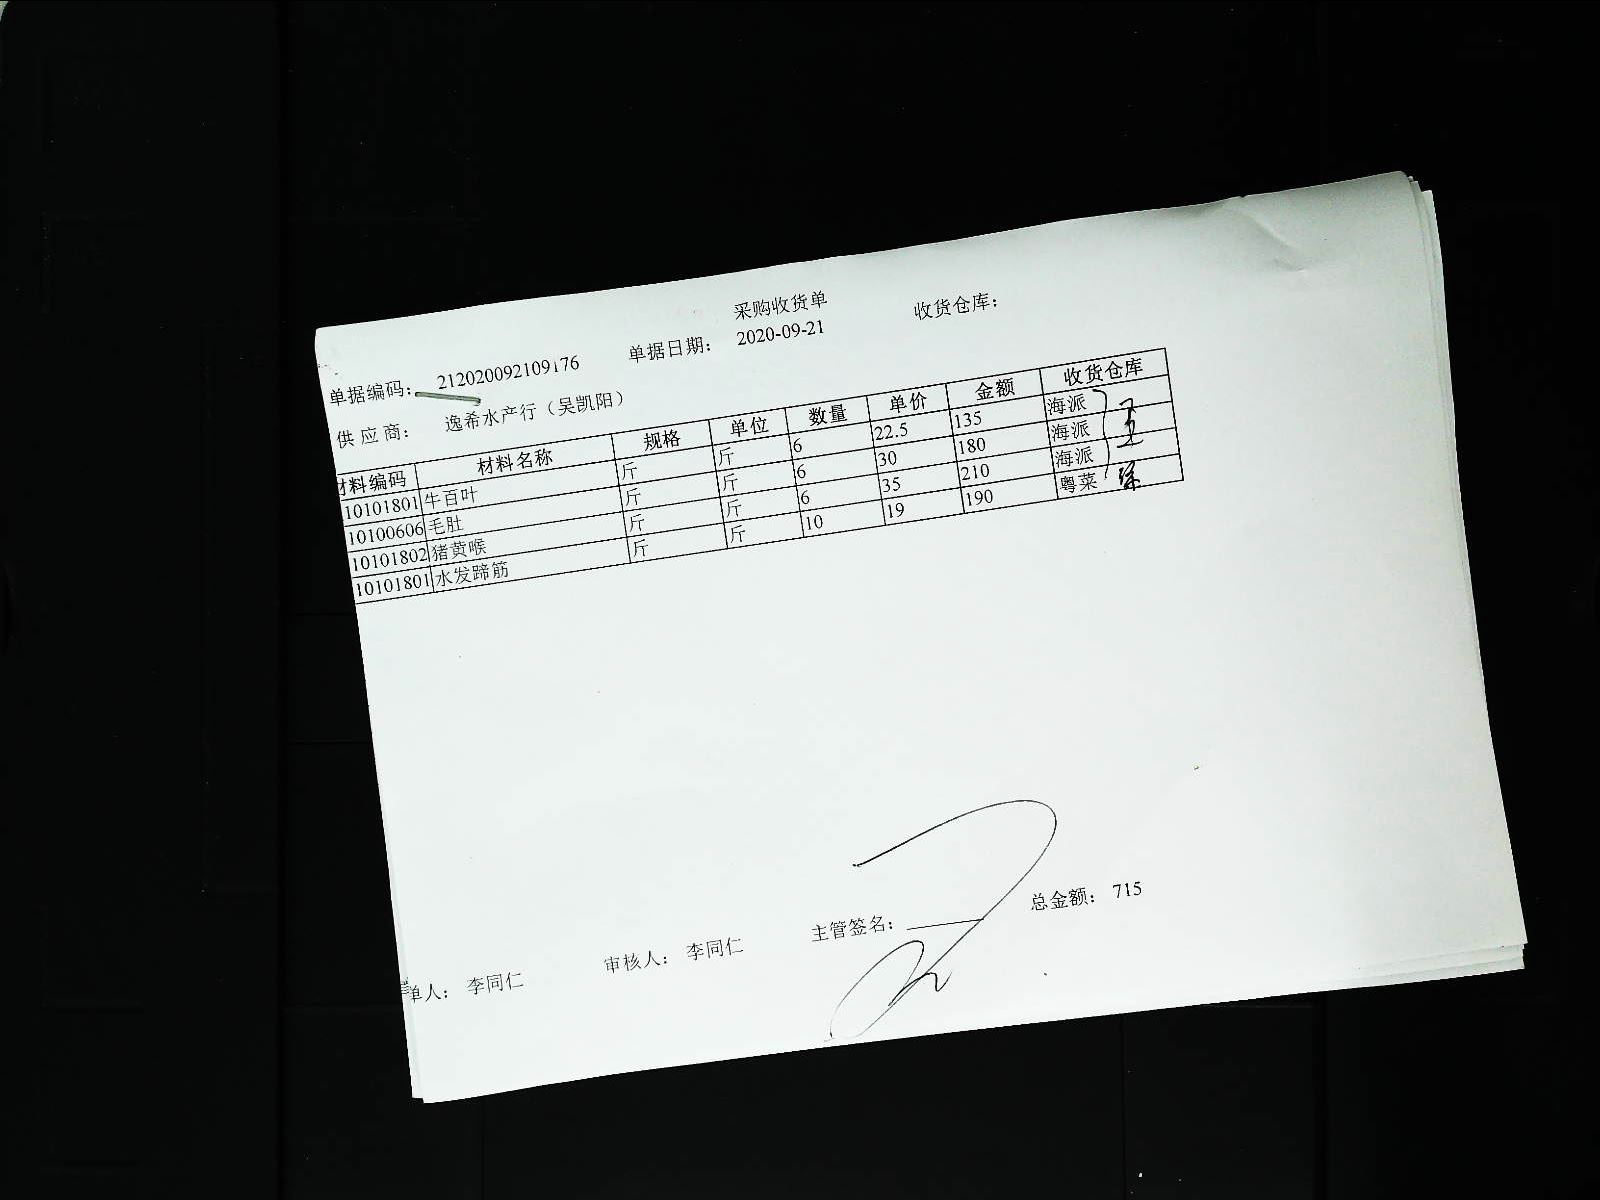 采购收货单
单据编码： 212020092109176 单据日期： 2020-09-21 收货仓库：
供 应 商： 逸希水产行（吴凯阳）
材料编码 材料名称 规格 单位 数量 单价 金额 收货仓库
10101801 牛百叶 斤 斤 6 22.5 135 海派
10100606 毛肚 斤 斤 6 30 180 海派
10101802 猪黄喉 斤 斤 6 35 210 海派
10101801 水发蹄筋 斤 斤 10 19 190 粤菜
单人： 李同仁 审核人： 李同仁 主管签名： 总金额： 715